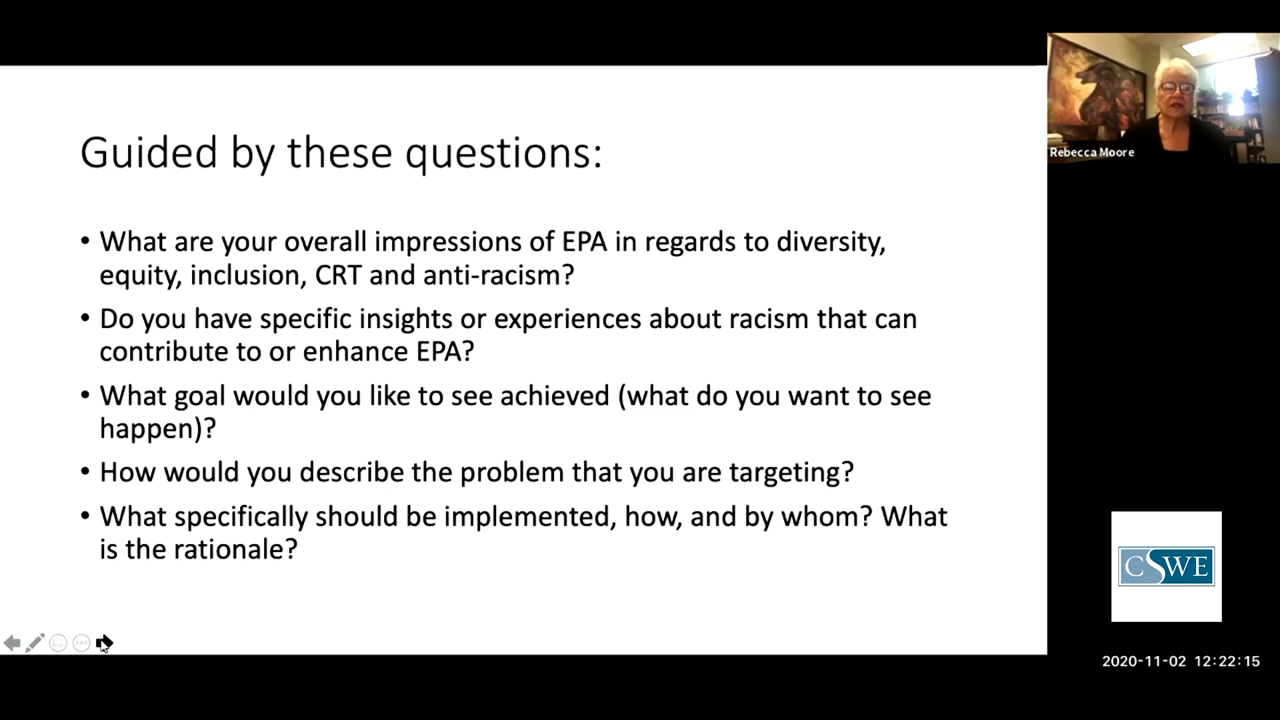 Guided by these questions:
• What are your overall impressions of EPA in regards to diversity,
equity, inclusion, CRT and anti-racism?
• Do you have specific insights or experiences about racism that can
contribute to or enhance EPA?
• What goal would you like to see achieved (what do you want to see
happen)?
• How would you describe the problem that you are targeting?
• What specifically should be implemented, how, and by whom? What
is the rationale?
Rebecca Moore
CSWE
2020-11-02 12:22:15